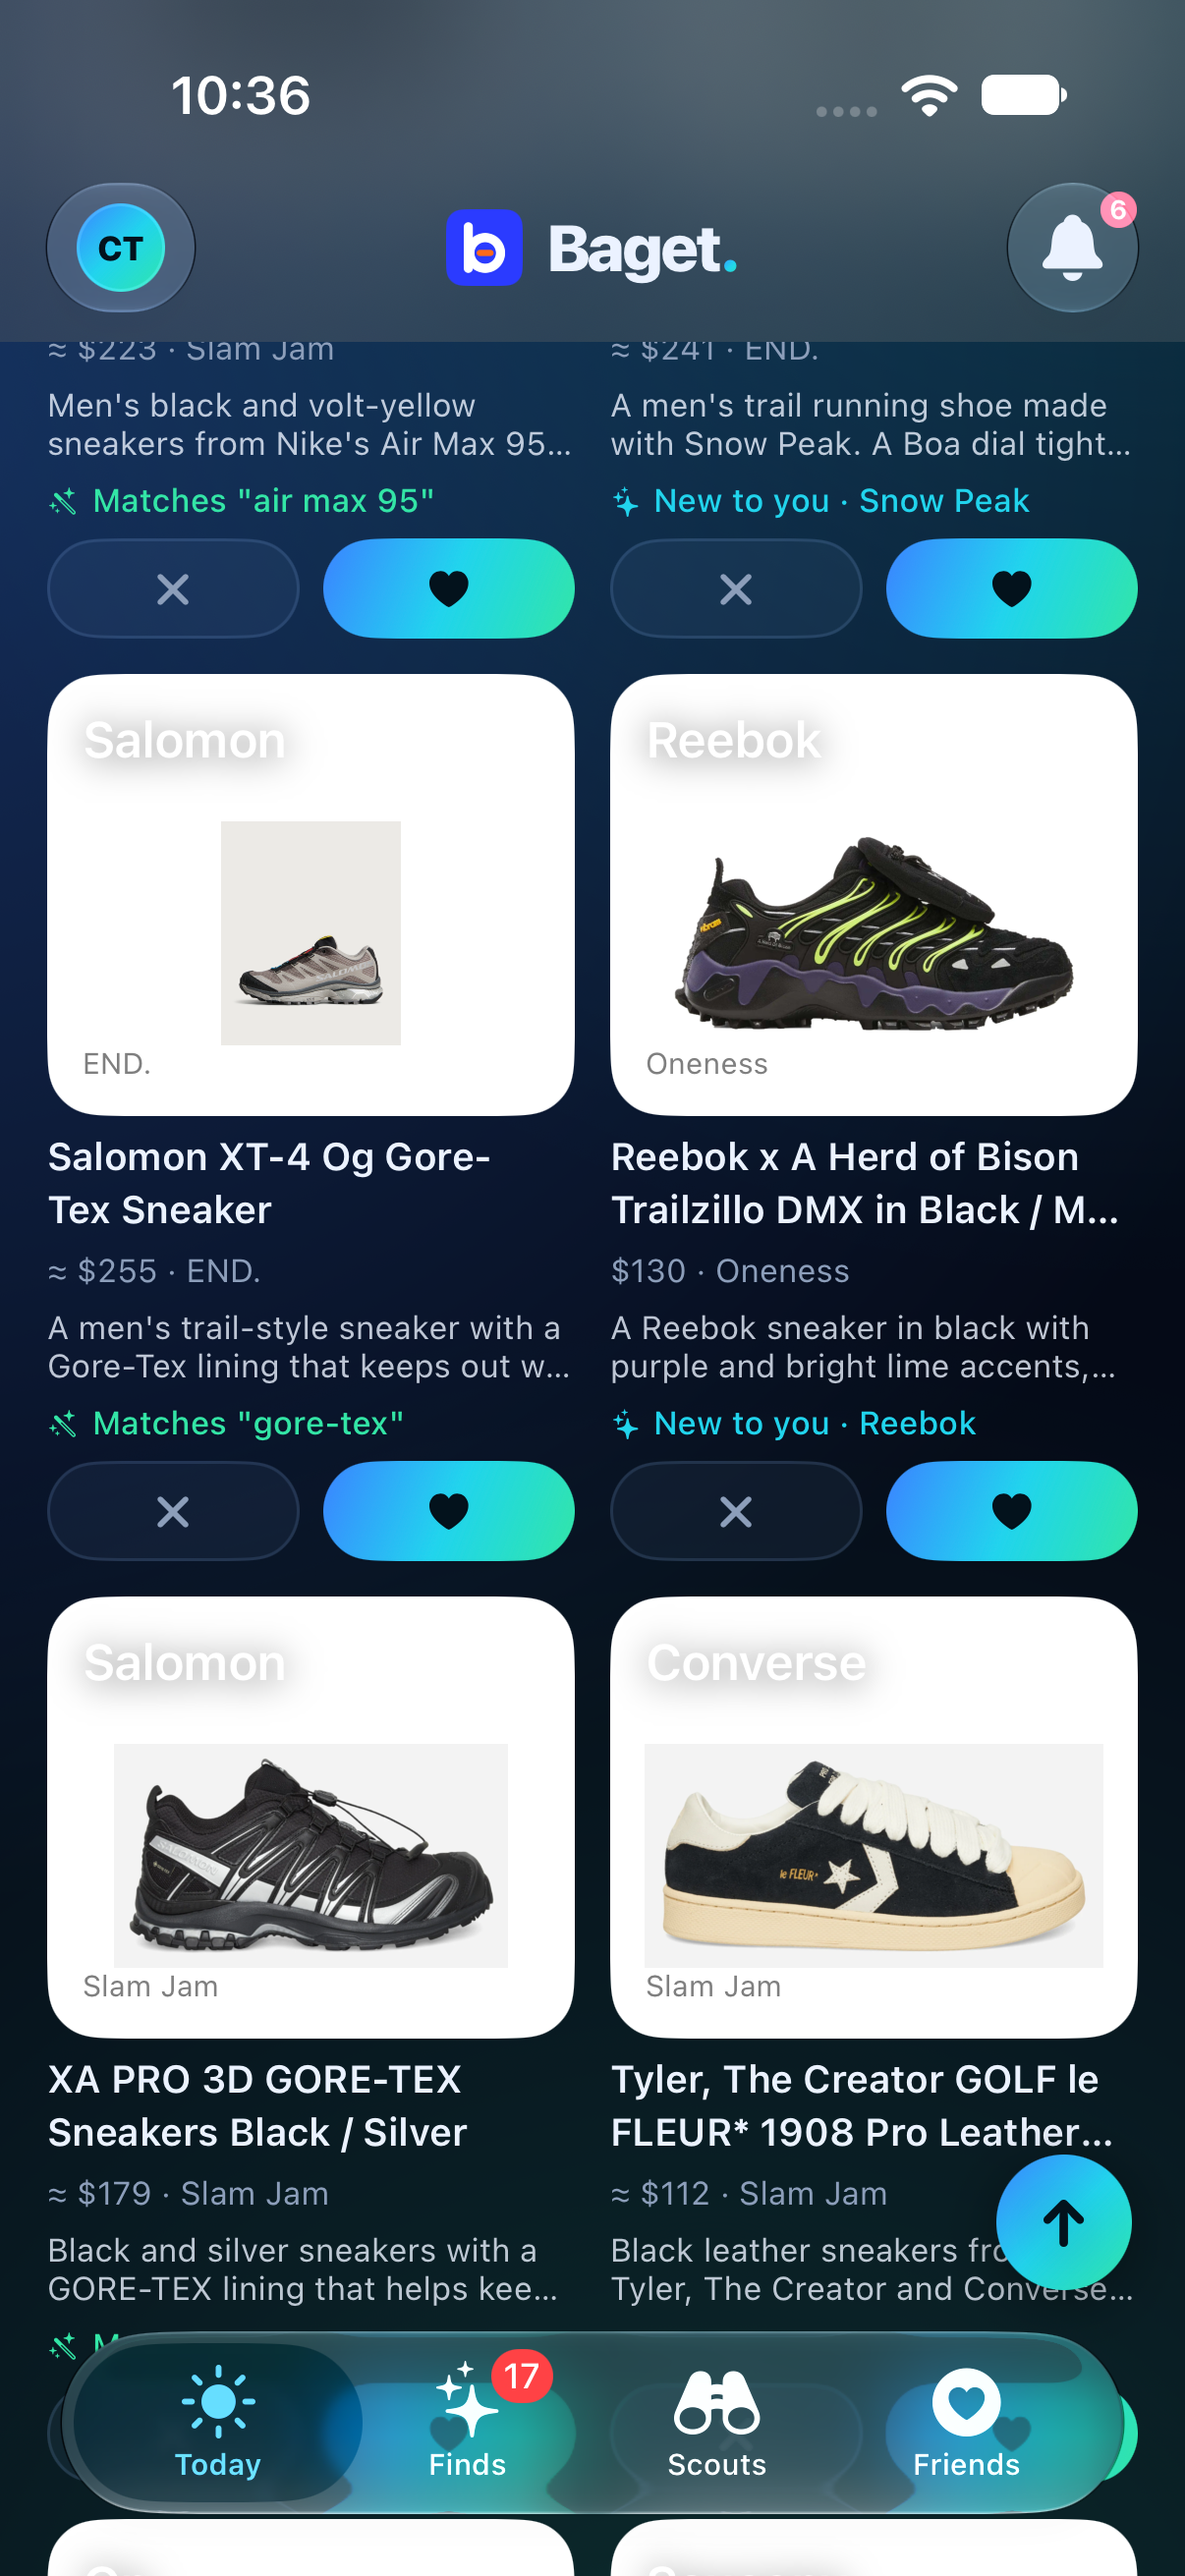 10:36
CT
b Baget.
6
≈ $223 · Slam Jam
≈ $241 · END.
Men's black and volt-yellow
sneakers from Nike's Air Max 95...
A men's trail running shoe made
with Snow Peak. A Boa dial tight...
Matches "air max 95"
New to you · Snow Peak
Salomon
END.
Reebok
Oneness
Salomon XT-4 Og Gore-
Tex Sneaker
Reebok x A Herd of Bison
Trailzillo DMX in Black / M...
≈ $255 · END.
$130 · Oneness
A men's trail-style sneaker with a
Gore-Tex lining that keeps out w...
A Reebok sneaker in black with
purple and bright lime accents,...
Matches "gore-tex"
New to you · Reebok
Salomon
Slam Jam
Converse
le FLEUR*
Slam Jam
XA PRO 3D GORE-TEX
Sneakers Black / Silver
Tyler, The Creator GOLF le
FLEUR* 1908 Pro Leather...
≈ $179 · Slam Jam
≈ $112 · Slam Jam
Black and silver sneakers with a
GORE-TEX lining that helps kee...
Black leather sneakers
Tyler, The Creator and Converse...
17
Today
Finds
Scouts
Friends